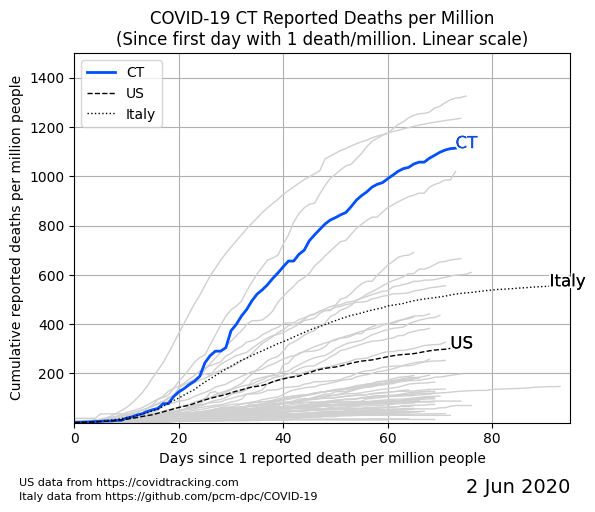 COVID-19 CT Reported Deaths per Million
(Since first day with 1 death/million. Linear scale)
CT
US
Italy
1400
1200
1000
800
600
400
200
CT
Italy
US
Cumulative reported deaths per million people
0
20
40
60
80
Days since 1 reported death per million people
US data from https://covidtracking.com
Italy data from https://github.com/pcm-dpc/COVID-19
2 Jun 2020